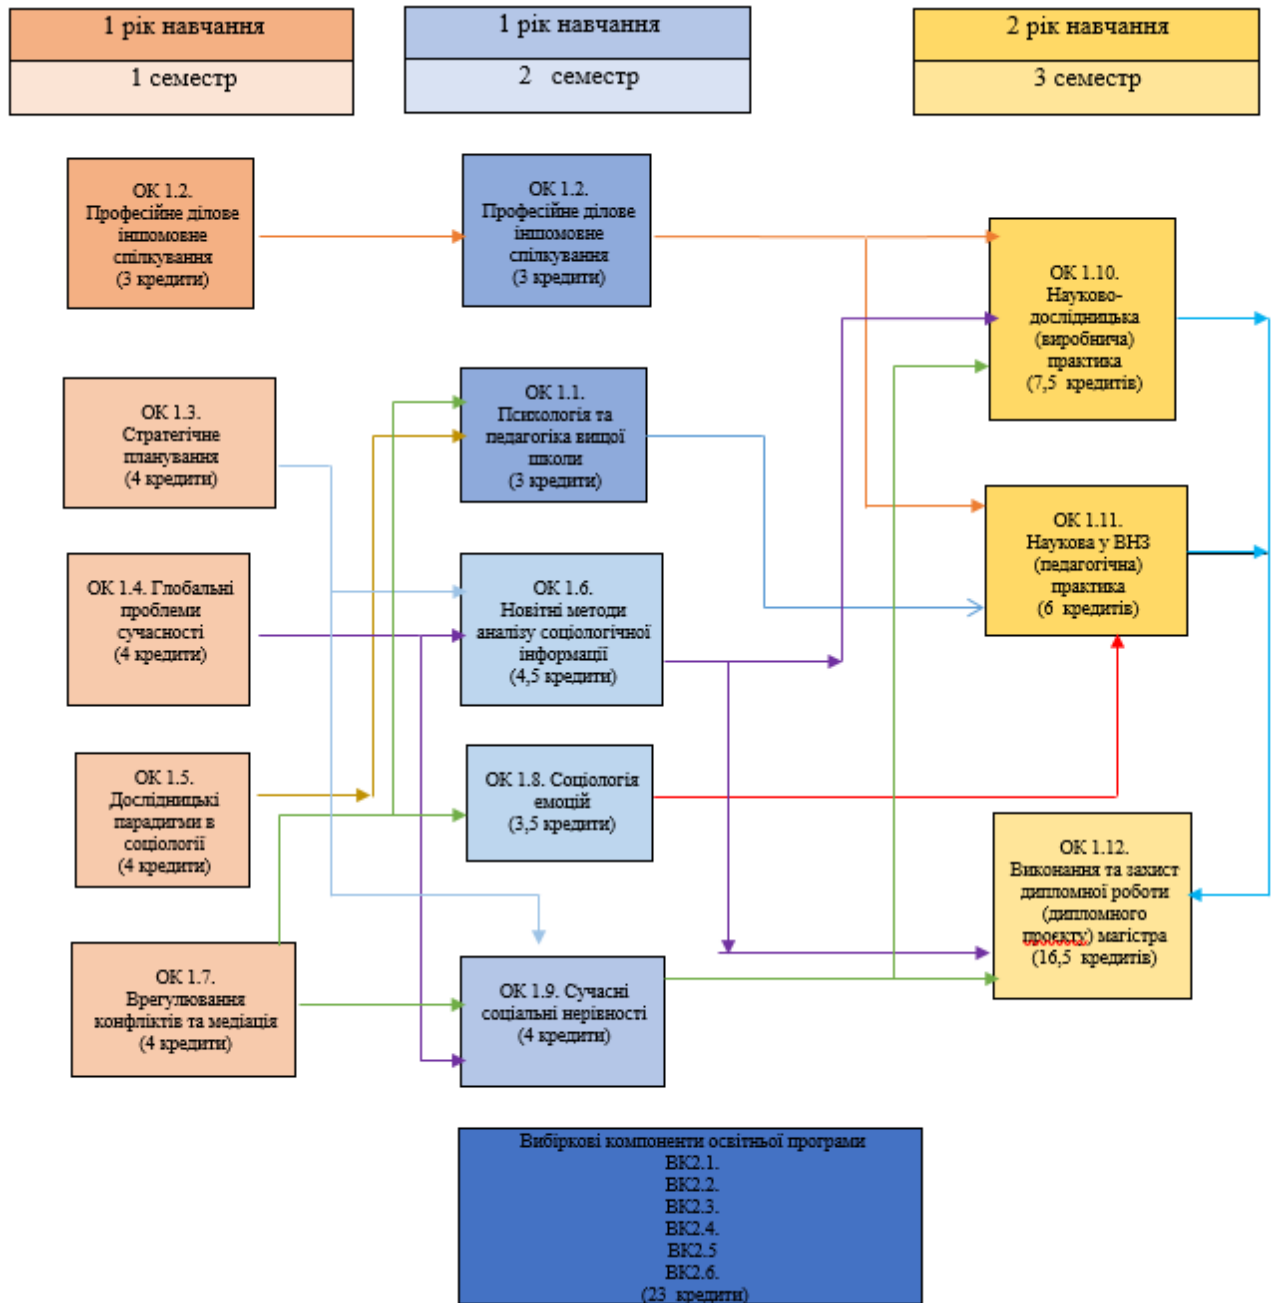 1 рік навчання
1 семестр
1 рік навчання
2 семестр
2 рік навчання
3 семестр
ОК 1.2.
Професійне ділове
іншомовне
спілкування
(3 кредити)
ОК 1.3.
Стратегічне
планування
(4 кредити)
ОК 1.4. Глобальні
проблеми
сучасності
(4 кредити)
ОК 1.5.
Дослідницькі
парадигми в
соціології
(4 кредити)
ОК 1.7.
Врегулювання
конфліктів та медіація
(4 кредити)
ОК 1.2.
Професійне ділове
іншомовне
спілкування
(3 кредити)
ОК 1.1.
Психологія та
педагогіка вищої
школи
(3 кредити)
ОК 1.6.
Новітні методи
аналізу соціологічної
інформації
(4,5 кредити)
ОК 1.8. Соціологія
емоцій
(3,5 кредити)
ОК 1.9. Сучасні
соціальні нерівності
(4 кредити)
ОК 1.10.
Науково-
дослідницька
(виробнича)
практика
(7,5 кредитів)
ОК 1.11.
Наукова у ВНЗ
(педагогічна)
практика
(6 кредитів)
ОК 1.12.
Виконання та захист
дипломної роботи
(дипломного
проєкту) магістра
(16,5 кредитів)
Вибіркові компоненти освітньої програми
ВК2.1.
ВК2.2.
ВК2.3.
ВК2.4.
ВК2.5
ВК2.6.
(23 кредити)